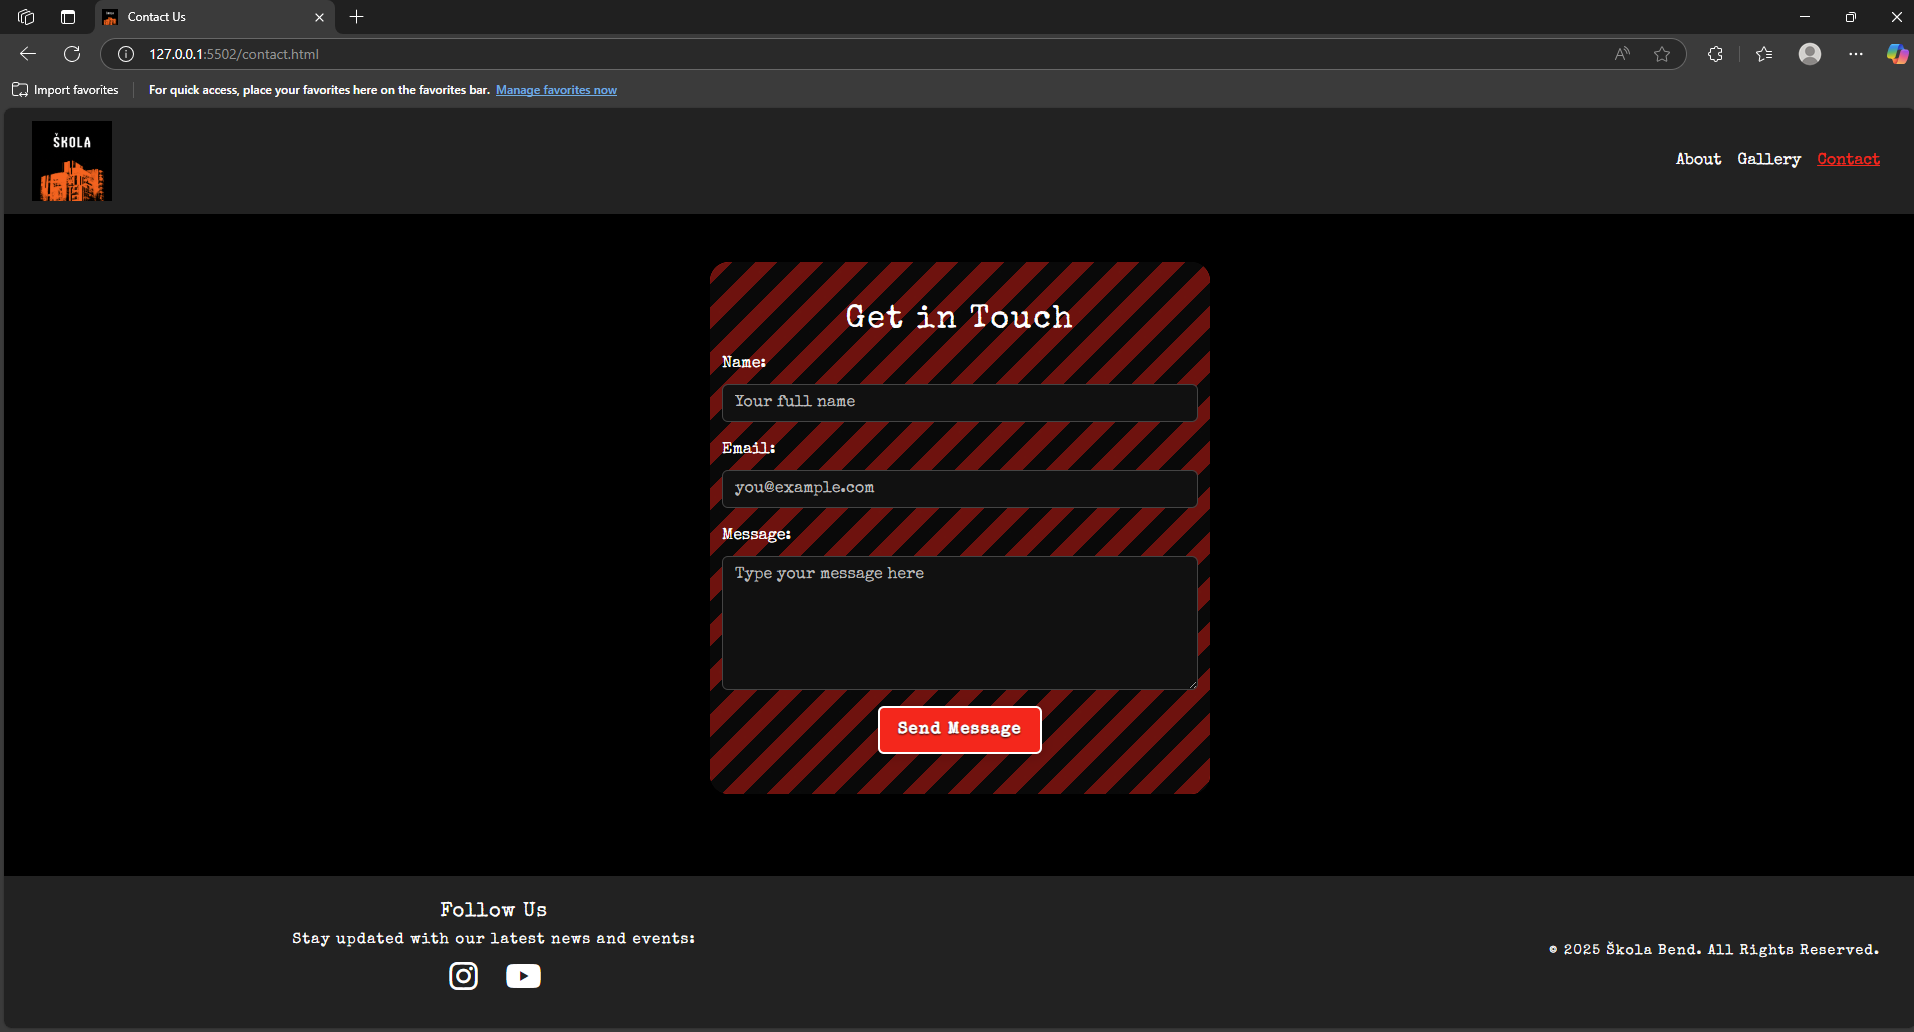 Contact Us
127.0.0.1:5502/contact.html
Import favorites
For quick access, place your favorites here on the favorites bar. Manage favorites now
ŠKOLA
About Gallery Contact
Get in Touch
Name:
Your full name
Email:
you@example.com
Message:
Type your message here
Send Message
Follow Us
Stay updated with our latest news and events:
© 2025 Škola Bend. All Rights Reserved.